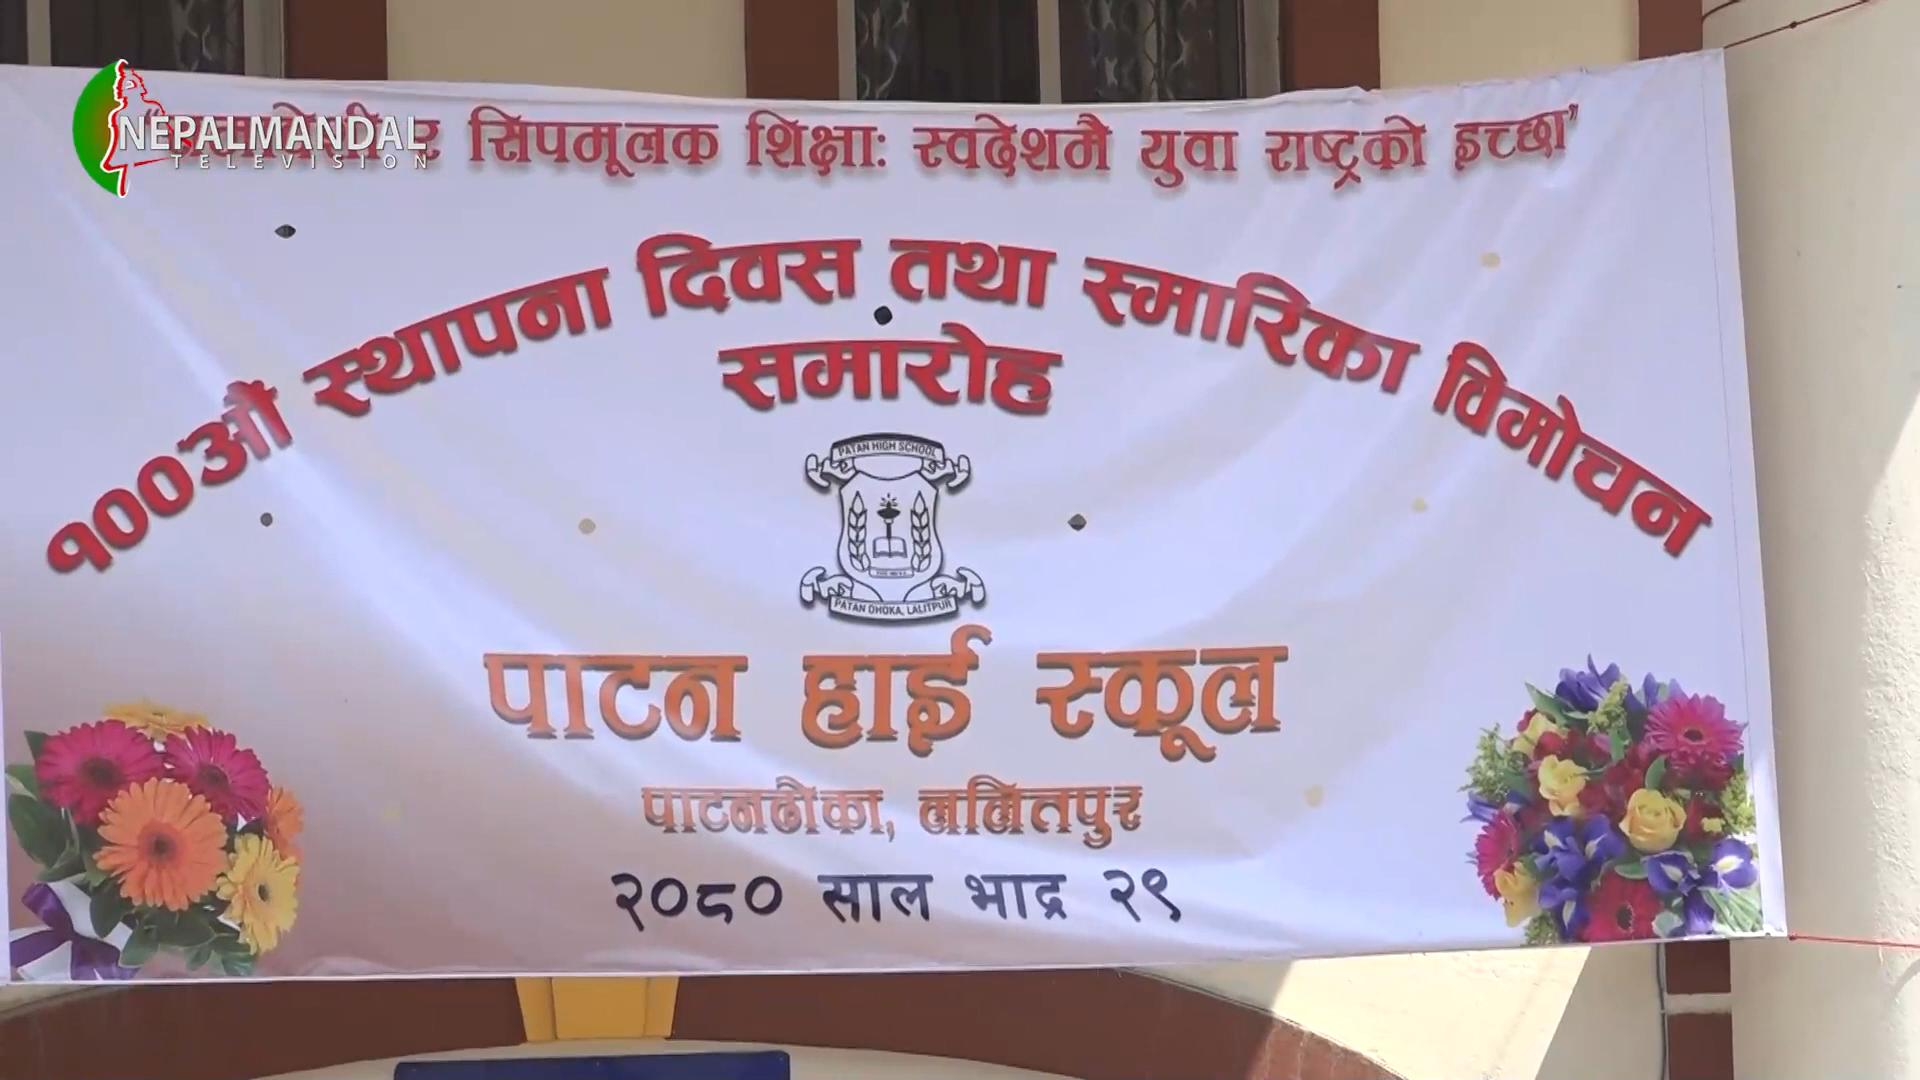 NEPALMANDAL
TELEVISION
सिपमूलक शिक्षा: स्वदेशमै युवा राष्ट्रको इच्छा"
१००औं स्थापना दिवस तथा स्मारिका विमोचन
समारोह
PATAN HIGH SCHOOL
PATAN DHOKA, LALITPUR
पाटन हाई स्कूल
पाटनढोका, ललितपुर
२०८० साल भाद्र २९